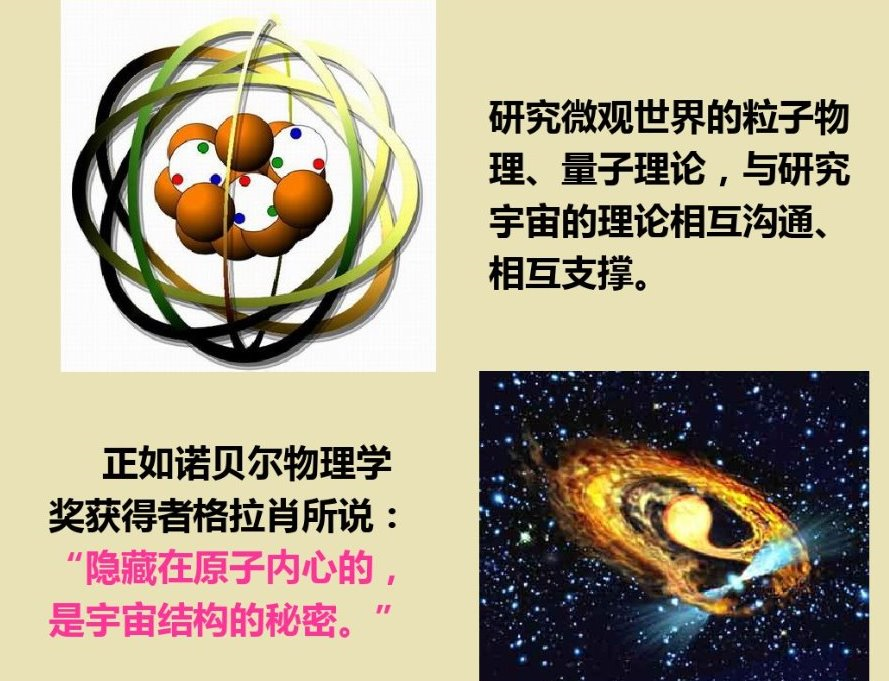 研究微观世界的粒子物
理、量子理论，与研究
宇宙的理论相互沟通、
相互支撑。
正如诺贝尔物理学
奖获得者格拉肖所说：
“隐藏在原子内心的，
是宇宙结构的秘密。”